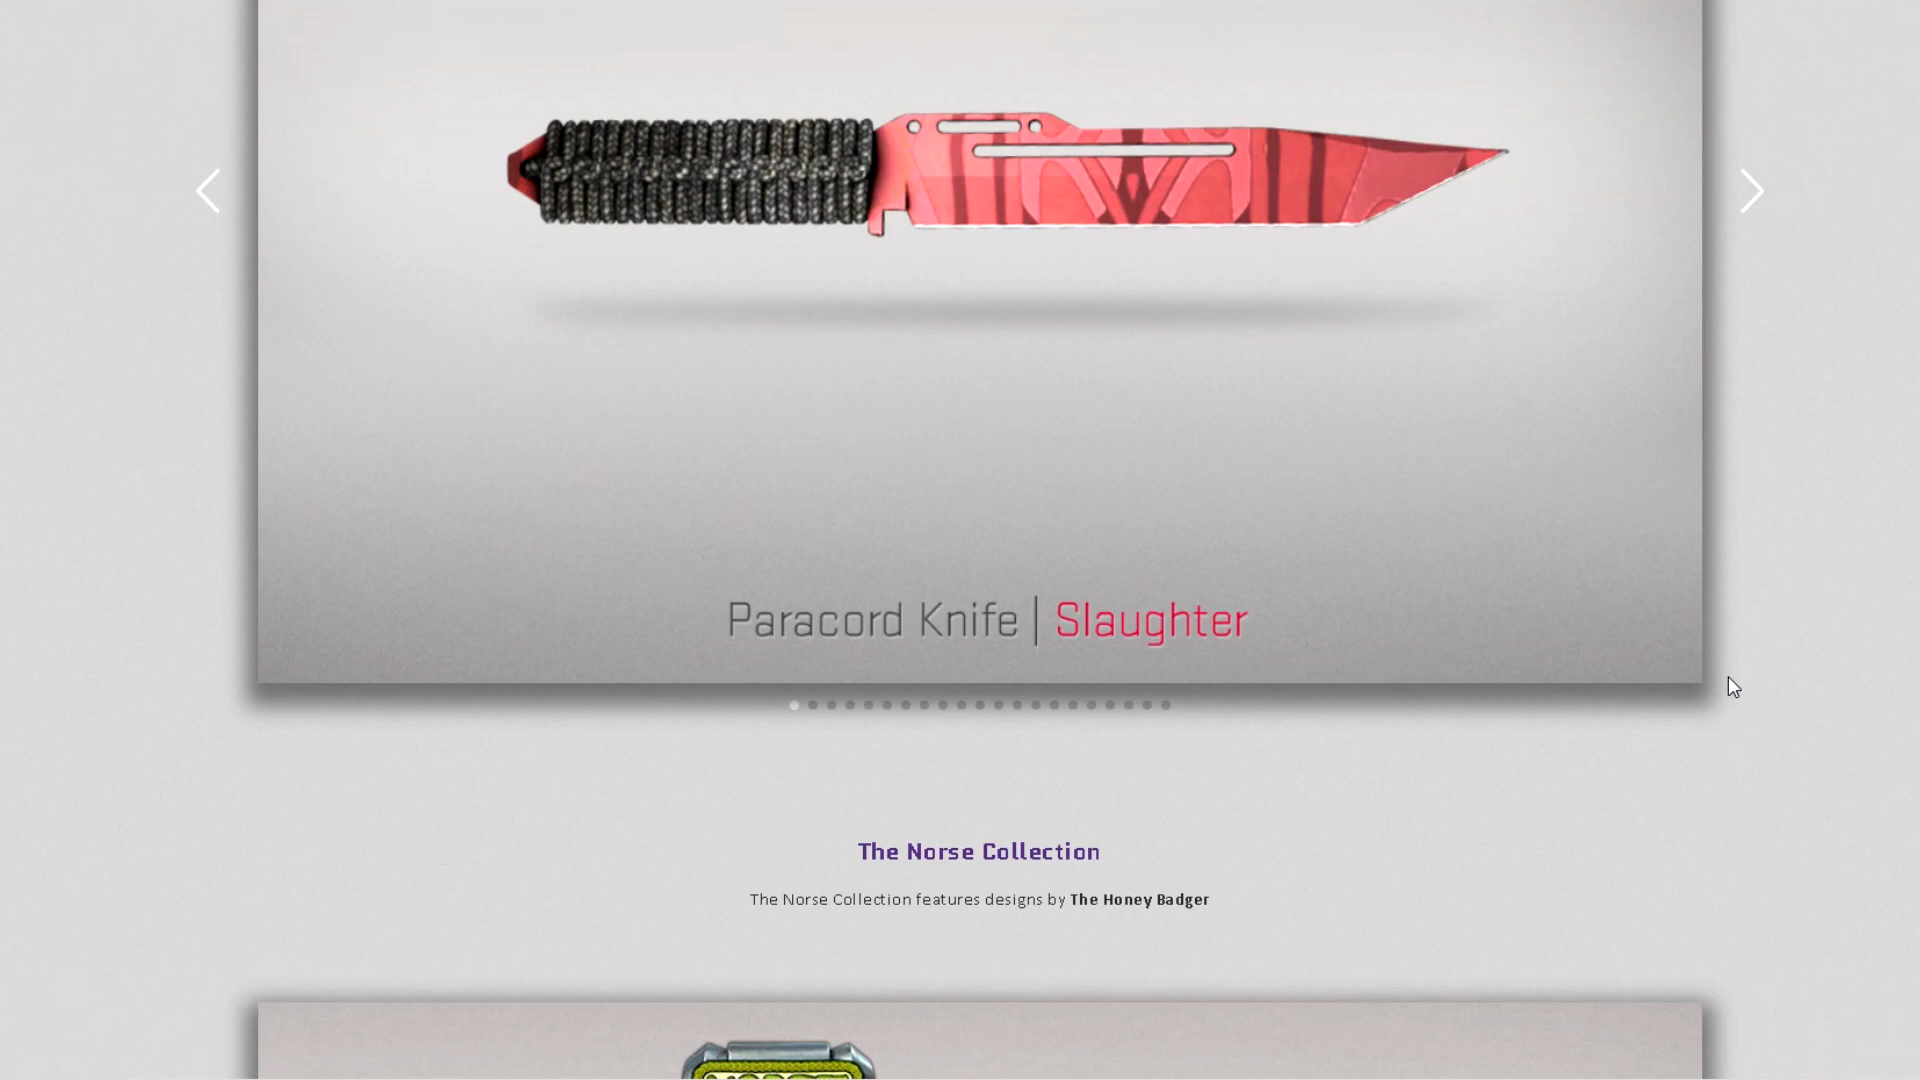 Paracord Knife | Slaughter
The Norse Collection
The Norse Collection features designs by The Honey Badger